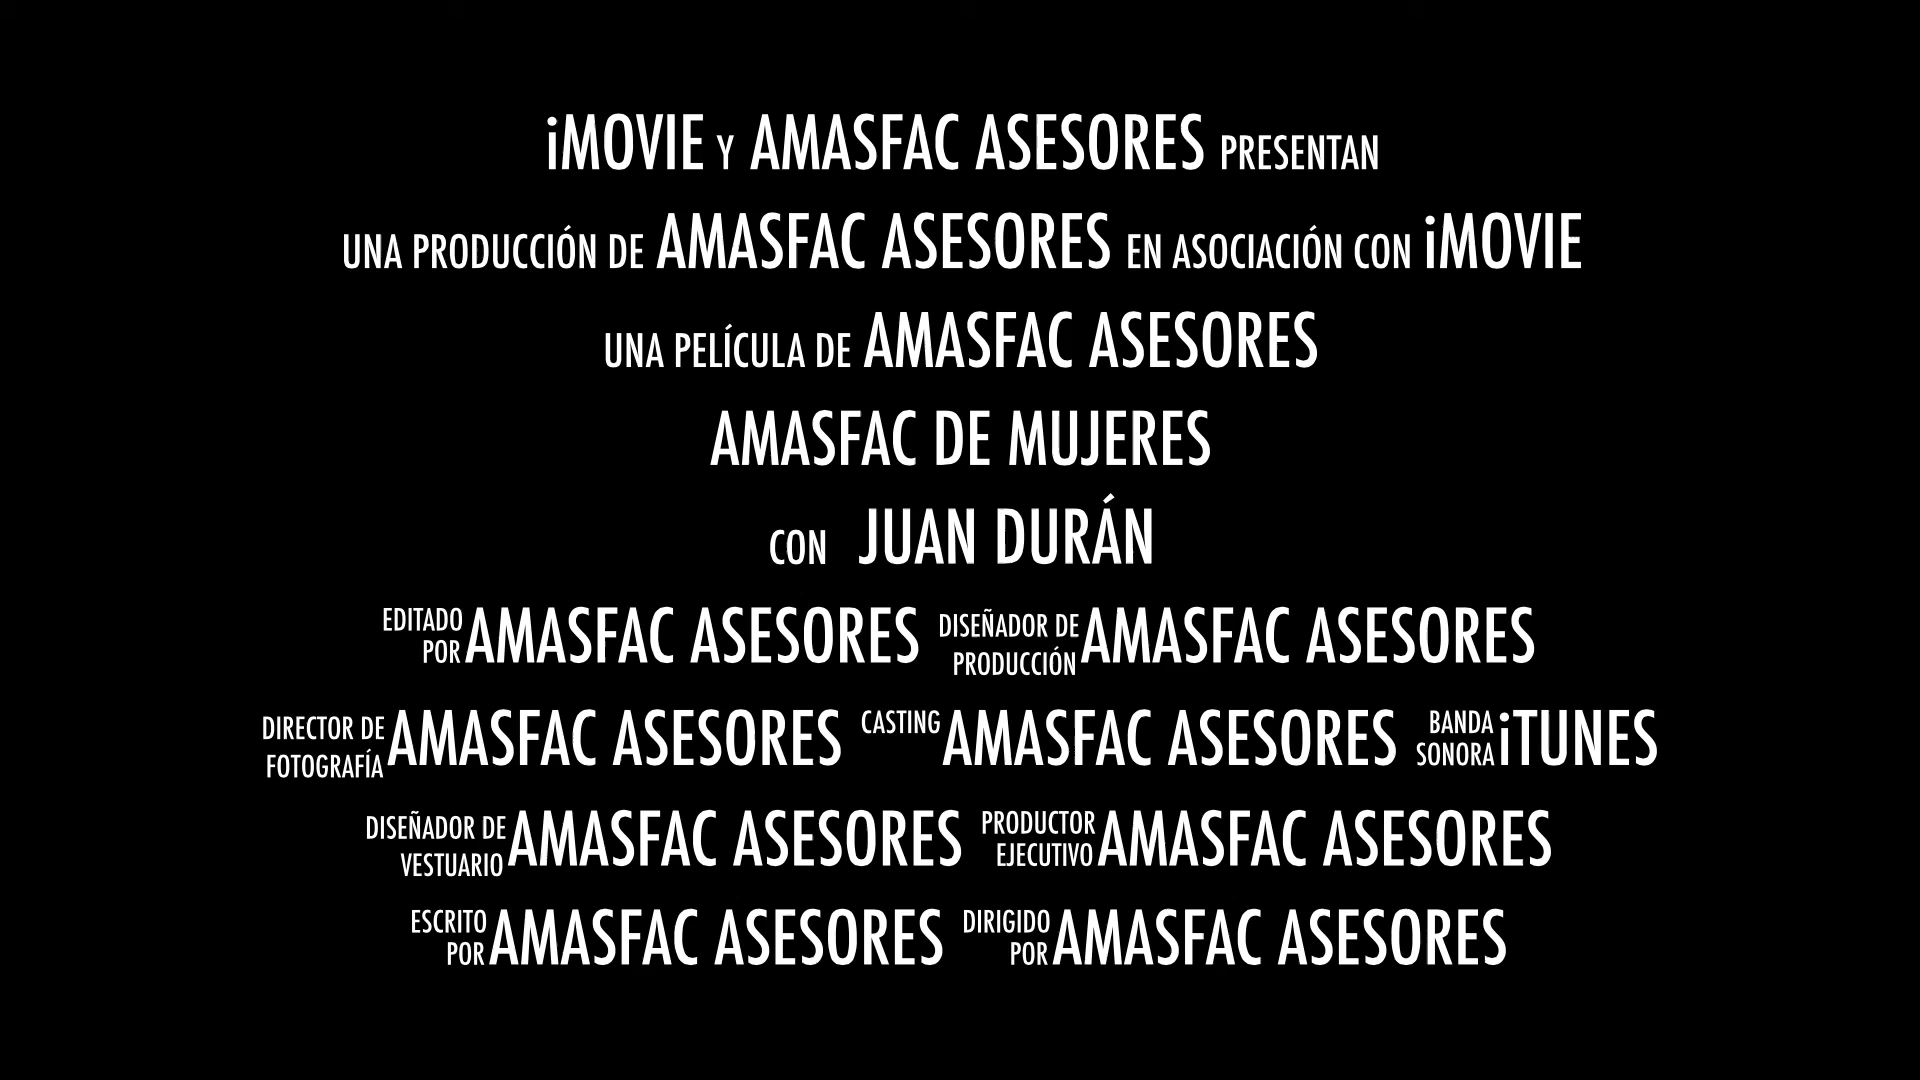 iMOVIE Y AMASFAC ASESORES PRESENTAN
UNA PRODUCCIÓN DE AMASFAC ASESORES EN ASOCIACIÓN CON iMOVIE
UNA PELÍCULA DE AMASFAC ASESORES
AMASFAC DE MUJERES
CON JUAN DURÁN
EDITADO POR AMASFAC ASESORES DISEÑADOR DE PRODUCCIÓN AMASFAC ASESORES
DIRECTOR DE FOTOGRAFÍA AMASFAC ASESORES CASTING AMASFAC ASESORES BANDA SONORA iTUNES
DISEÑADOR DE VESTUARIO AMASFAC ASESORES PRODUCTOR EJECUTIVO AMASFAC ASESORES
ESCRITO POR AMASFAC ASESORES DIRIGIDO POR AMASFAC ASESORES